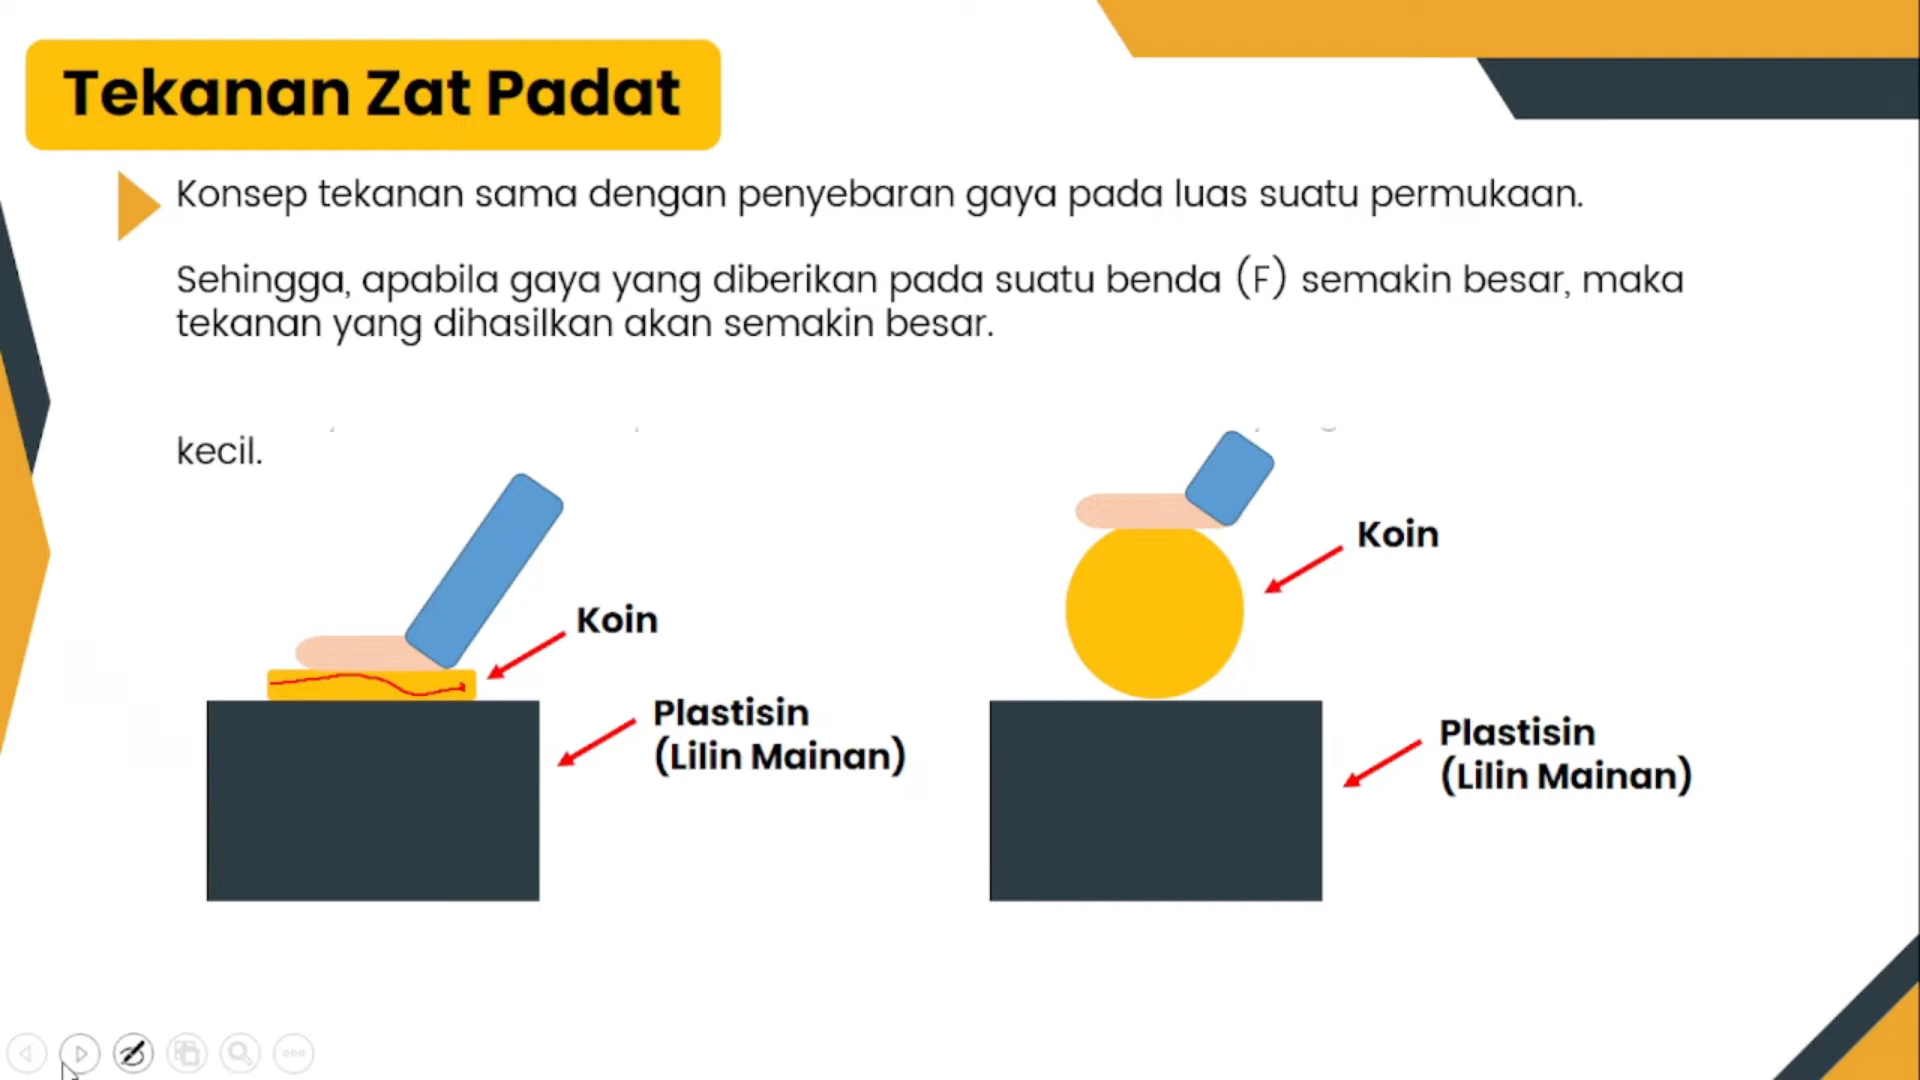 Tekanan Zat Padat
Konsep tekanan sama dengan penyebaran gaya pada luas suatu permukaan.
Sehingga, apabila gaya yang diberikan pada suatu benda (F) semakin besar, maka
tekanan yang dihasilkan akan semakin besar.
kecil.
Koin
Koin
Plastisin
(Lilin Mainan)
Plastisin
(Lilin Mainan)